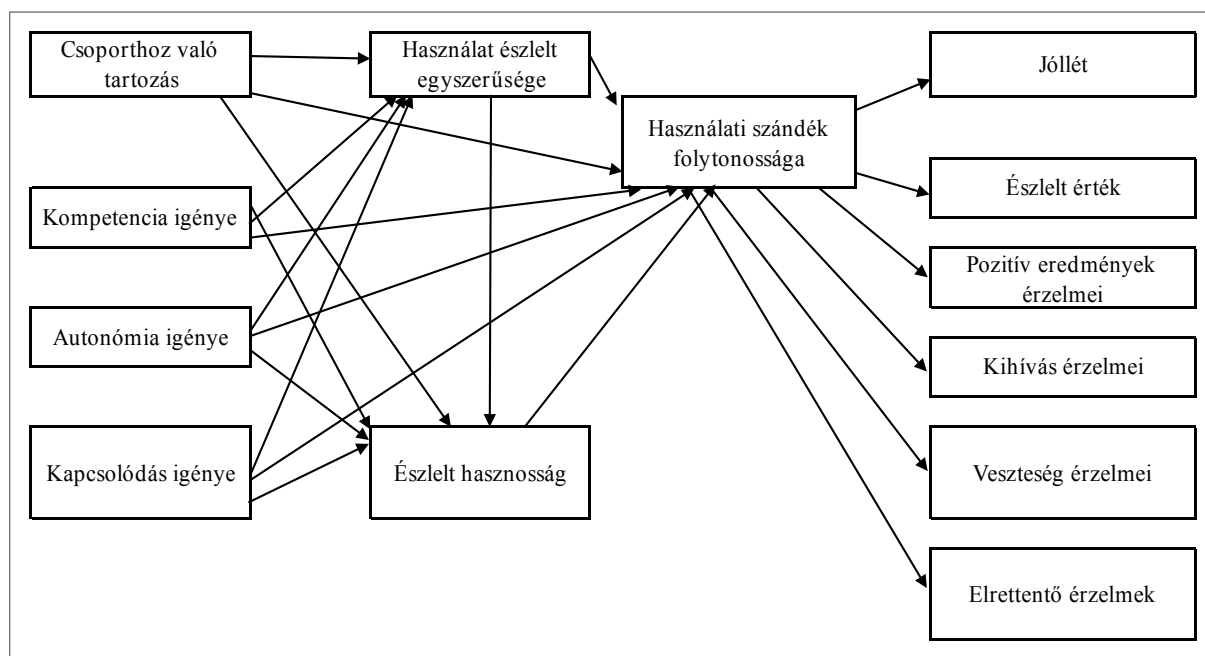 Csoporthoz való
tartozás
Kompetencia igénye
Autonómia igénye
Kapcsolódás igénye
Használat észlelt
egyszerűsége
Észlelt hasznosság
Használati szándék
folytonossága
Jóllét
Észlelt érték
Pozitív eredmények
érzelmei
Kihívás érzelmei
Veszteség érzelmei
Elrettentő érzelmek